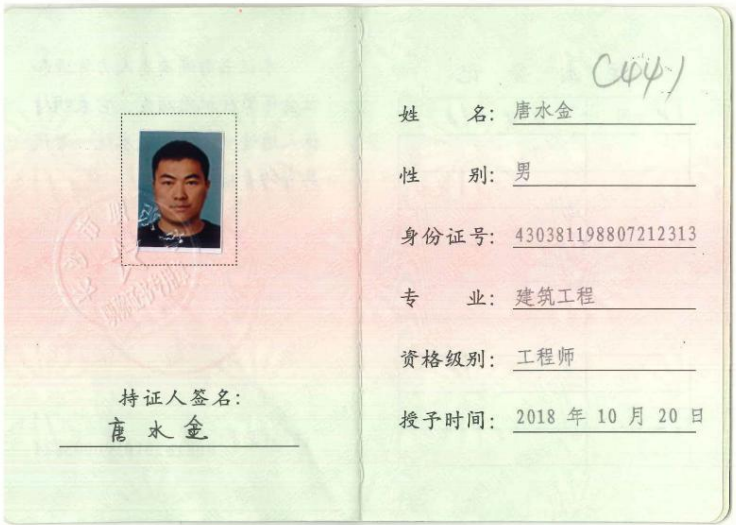 C441
姓 名: 唐水金
性 别: 男
身份证号: 430381198807212313
专 业: 建筑工程
资格级别: 工程师
授予时间: 2018 年 10 月 20 日
持证人签名:
唐水金